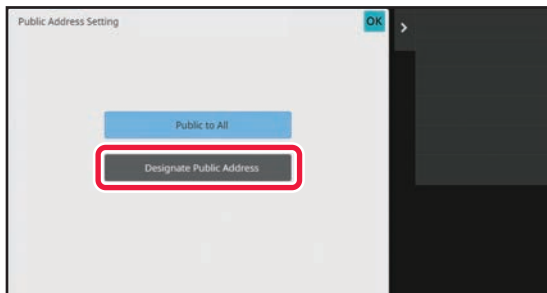 Public Address Setting
OK
Public to All
Designate Public Address